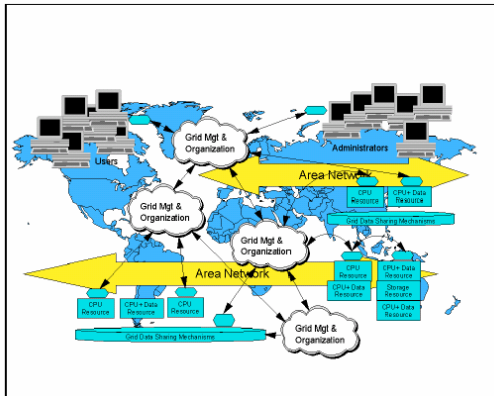 Grid Mgt &
Organization
Users
Administrators
Area Network
CPU
Resource
CPU+ Data
Resource
Grid Data Sharing Mechanisms
Grid Mgt &
Organization
Grid Mgt &
Organization
Area Network
CPU
Resource
CPU+ Data
Resource
CPU+ Data
Resource
Storage
Resource
CPU+ Data
Resource
CPU
Resource
CPU+ Data
Resource
CPU
Resource
Grid Data Sharing Mechanisms
Grid Mgt &
Organization